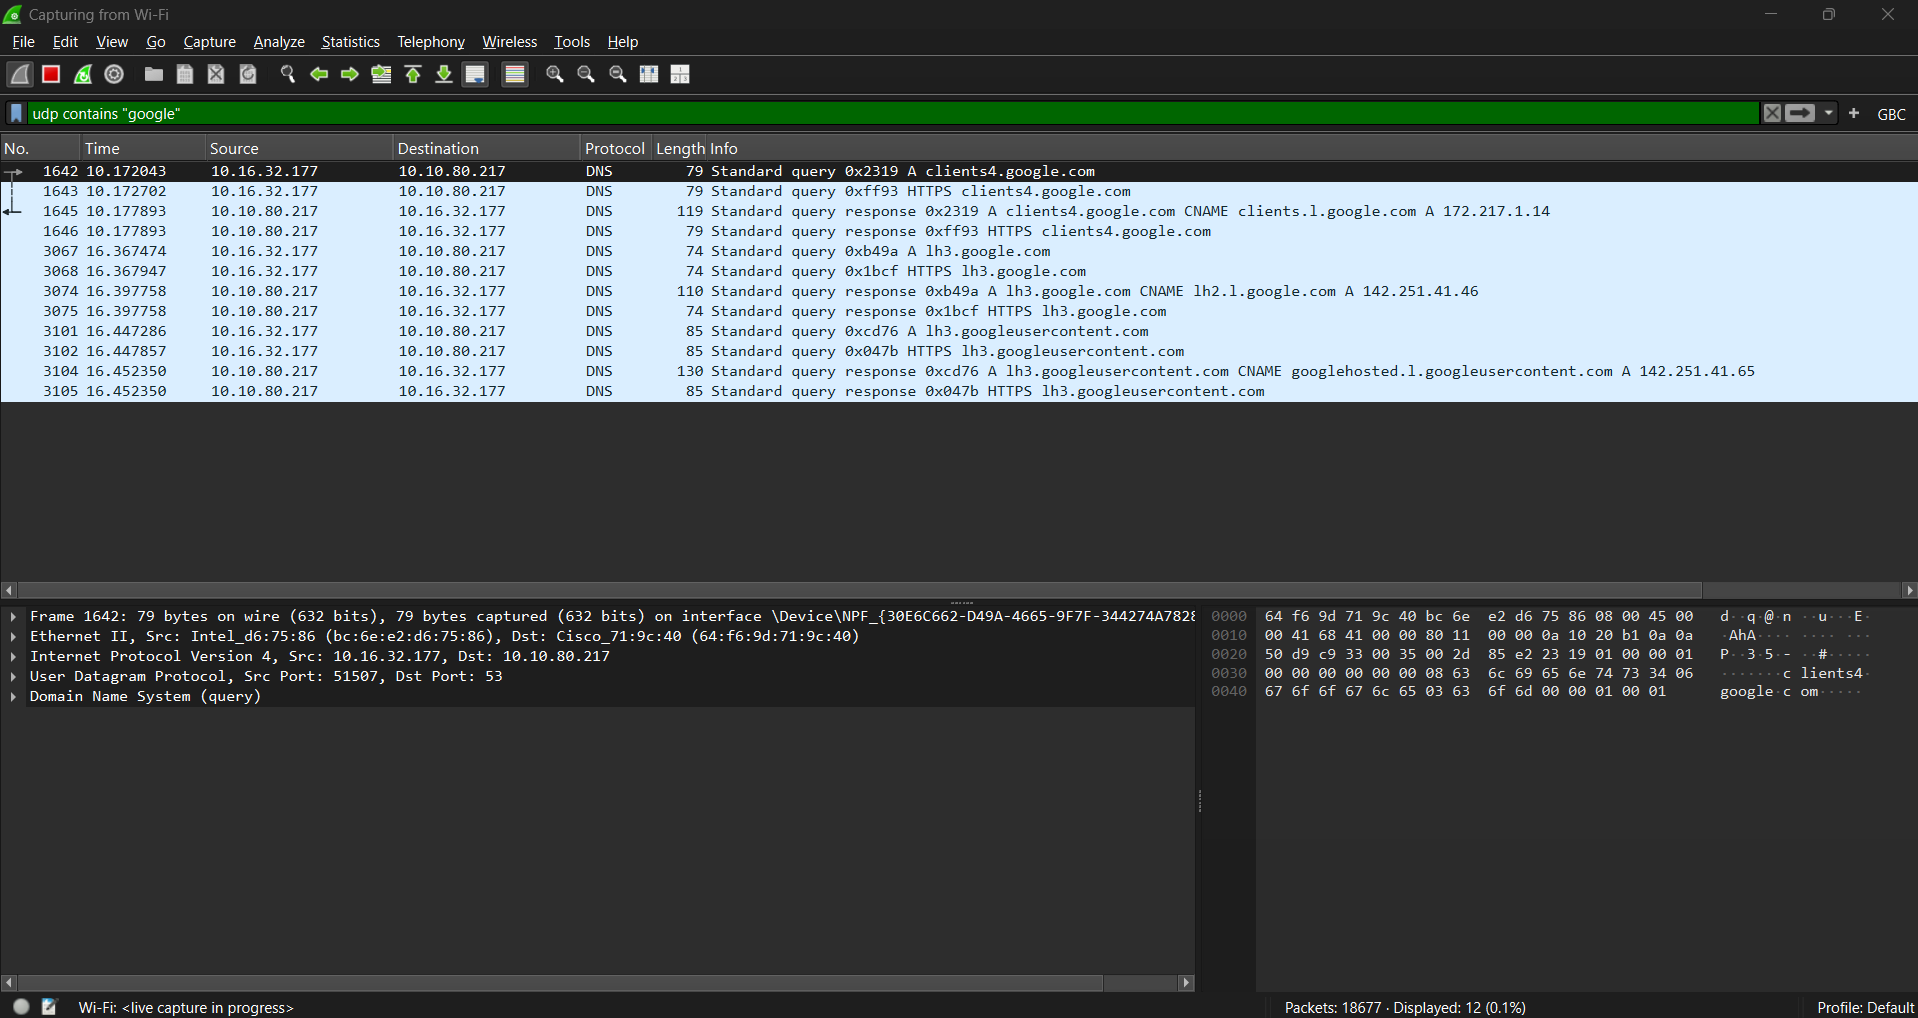 Capturing from Wi-Fi
File Edit View Go Capture Analyze Statistics Telephony Wireless Tools Help
udp contains "google"
GBC
No. Time Source Destination Protocol Length Info
1642 10.172043 10.16.32.177 10.10.80.217 DNS 79 Standard query 0x2319 A clients4.google.com
1643 10.172702 10.16.32.177 10.10.80.217 DNS 79 Standard query 0xff93 HTTPS clients4.google.com
1645 10.177893 10.10.80.217 10.16.32.177 DNS 119 Standard query response 0x2319 A clients4.google.com CNAME clients.l.google.com A 172.217.1.14
1646 10.177893 10.10.80.217 10.16.32.177 DNS 79 Standard query response 0xff93 HTTPS clients4.google.com
3067 16.367474 10.16.32.177 10.10.80.217 DNS 74 Standard query 0xb49a A lh3.google.com
3068 16.367947 10.16.32.177 10.10.80.217 DNS 74 Standard query 0x1bcf HTTPS lh3.google.com
3074 16.397758 10.10.80.217 10.16.32.177 DNS 110 Standard query response 0xb49a A lh3.google.com CNAME lh2.l.google.com A 142.251.41.46
3075 16.397758 10.10.80.217 10.16.32.177 DNS 74 Standard query response 0x1bcf HTTPS lh3.google.com
3101 16.447286 10.16.32.177 10.10.80.217 DNS 85 Standard query 0xcd76 A lh3.googleusercontent.com
3102 16.447857 10.16.32.177 10.10.80.217 DNS 85 Standard query 0x047b HTTPS lh3.googleusercontent.com
3104 16.452350 10.10.80.217 10.16.32.177 DNS 130 Standard query response 0xcd76 A lh3.googleusercontent.com CNAME googlehosted.l.googleusercontent.com A 142.251.41.65
3105 16.452350 10.10.80.217 10.16.32.177 DNS 85 Standard query response 0x047b HTTPS lh3.googleusercontent.com
Frame 1642: 79 bytes on wire (632 bits), 79 bytes captured (632 bits) on interface \Device\NPF_{30E6C662-D49A-4665-9F7F-344274A7828
Ethernet II, Src: Intel_d6:75:86 (bc:6e:e2:d6:75:86), Dst: Cisco_71:9c:40 (64:f6:9d:71:9c:40)
Internet Protocol Version 4, Src: 10.16.32.177, Dst: 10.10.80.217
User Datagram Protocol, Src Port: 51507, Dst Port: 53
Domain Name System (query)
0000 64 f6 9d 71 9c 40 bc 6e e2 d6 75 86 08 00 45 00 d··q·@·n ··u···E·
0010 00 41 68 41 00 00 80 11 00 00 0a 10 20 b1 0a 0a ·AhA···· ···· ···
0020 50 d9 c9 33 00 35 00 2d 85 e2 23 19 01 00 00 01 P··3·5·- ··#·····
0030 00 00 00 00 00 00 08 63 6c 69 65 6e 74 73 34 06 ·······c lients4·
0040 67 6f 6f 67 6c 65 03 63 6f 6d 00 00 01 00 01 google·c om·····
Wi-Fi: <live capture in progress>
Packets: 18677 · Displayed: 12 (0.1%)
Profile: Default